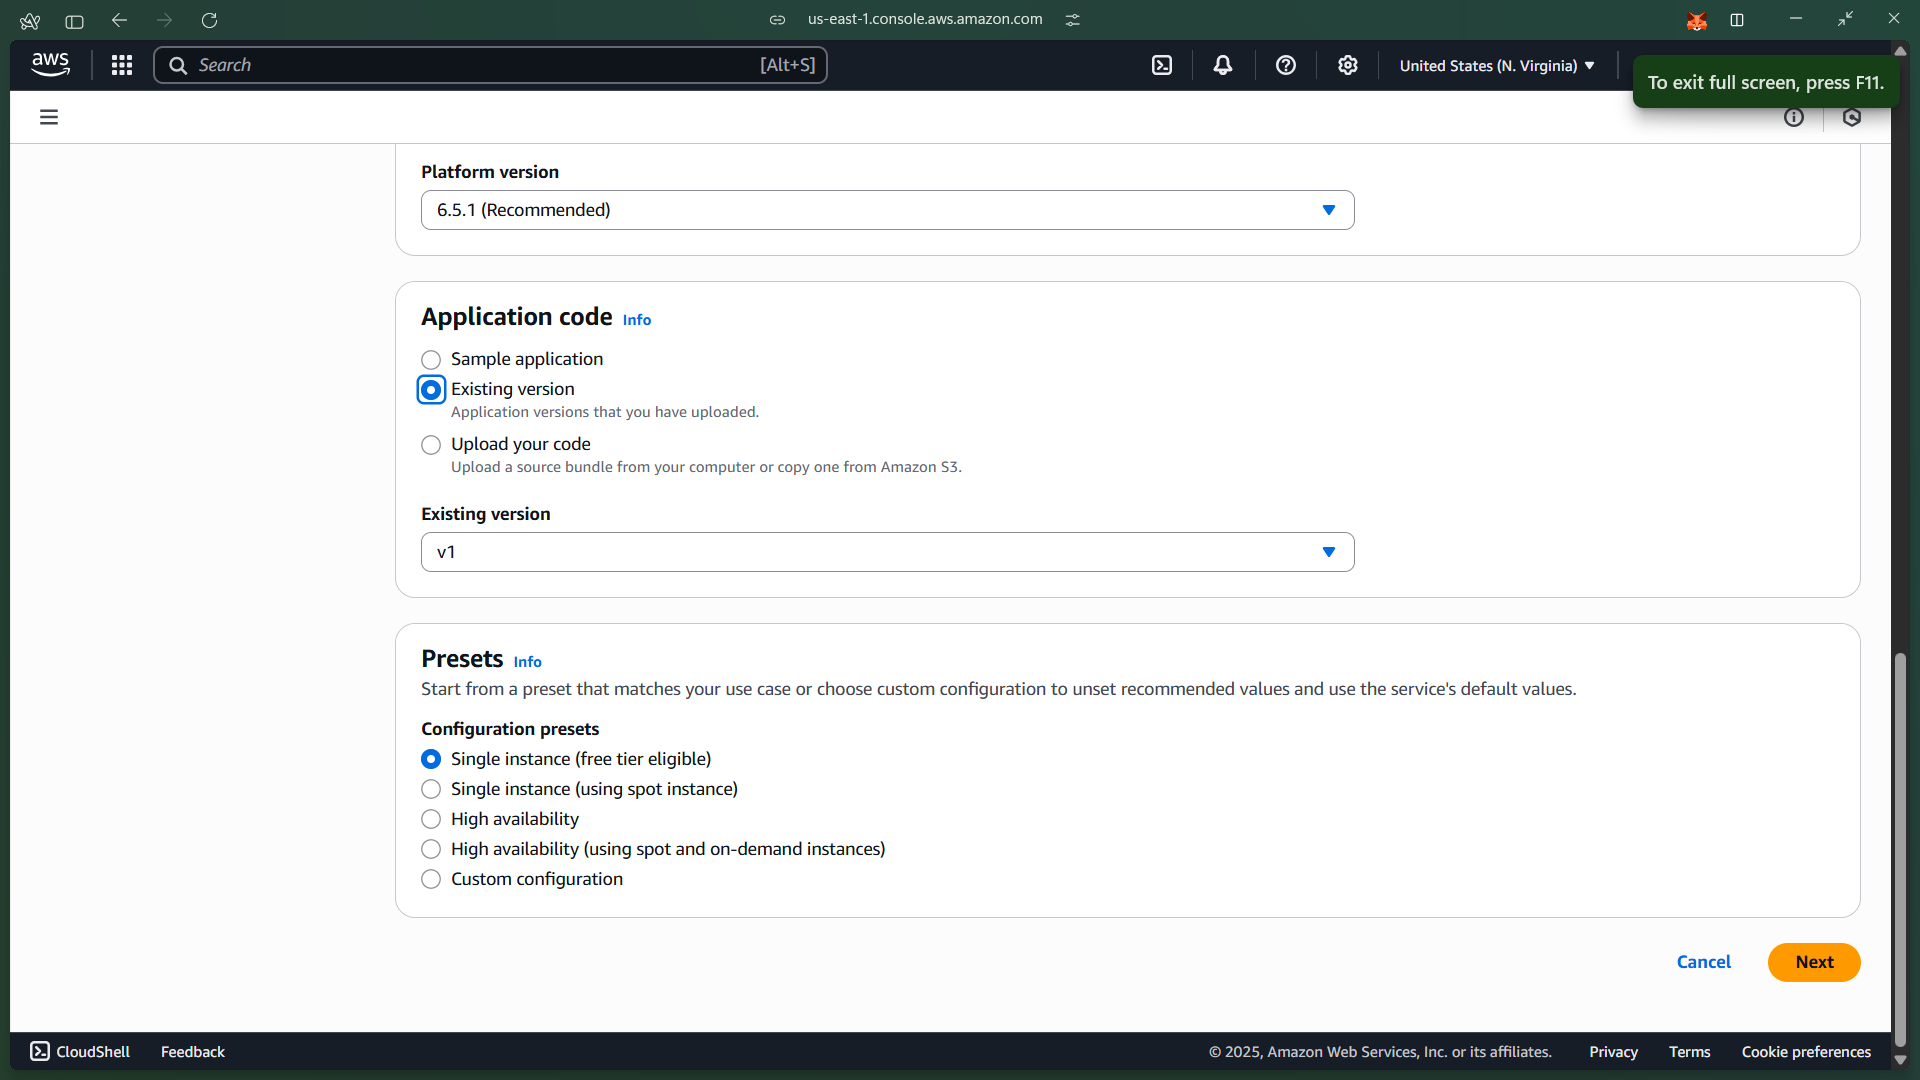 us-east-1.console.aws.amazon.com
aws
Search
[Alt+S]
United States (N. Virginia)
To exit full screen, press F11.
Platform version
6.5.1 (Recommended)
Application code Info
Sample application
Existing version
Application versions that you have uploaded.
Upload your code
Upload a source bundle from your computer or copy one from Amazon S3.
Existing version
v1
Presets Info
Start from a preset that matches your use case or choose custom configuration to unset recommended values and use the service's default values.
Configuration presets
Single instance (free tier eligible)
Single instance (using spot instance)
High availability
High availability (using spot and on-demand instances)
Custom configuration
Cancel
Next
CloudShell
Feedback
© 2025, Amazon Web Services, Inc. or its affiliates.
Privacy
Terms
Cookie preferences